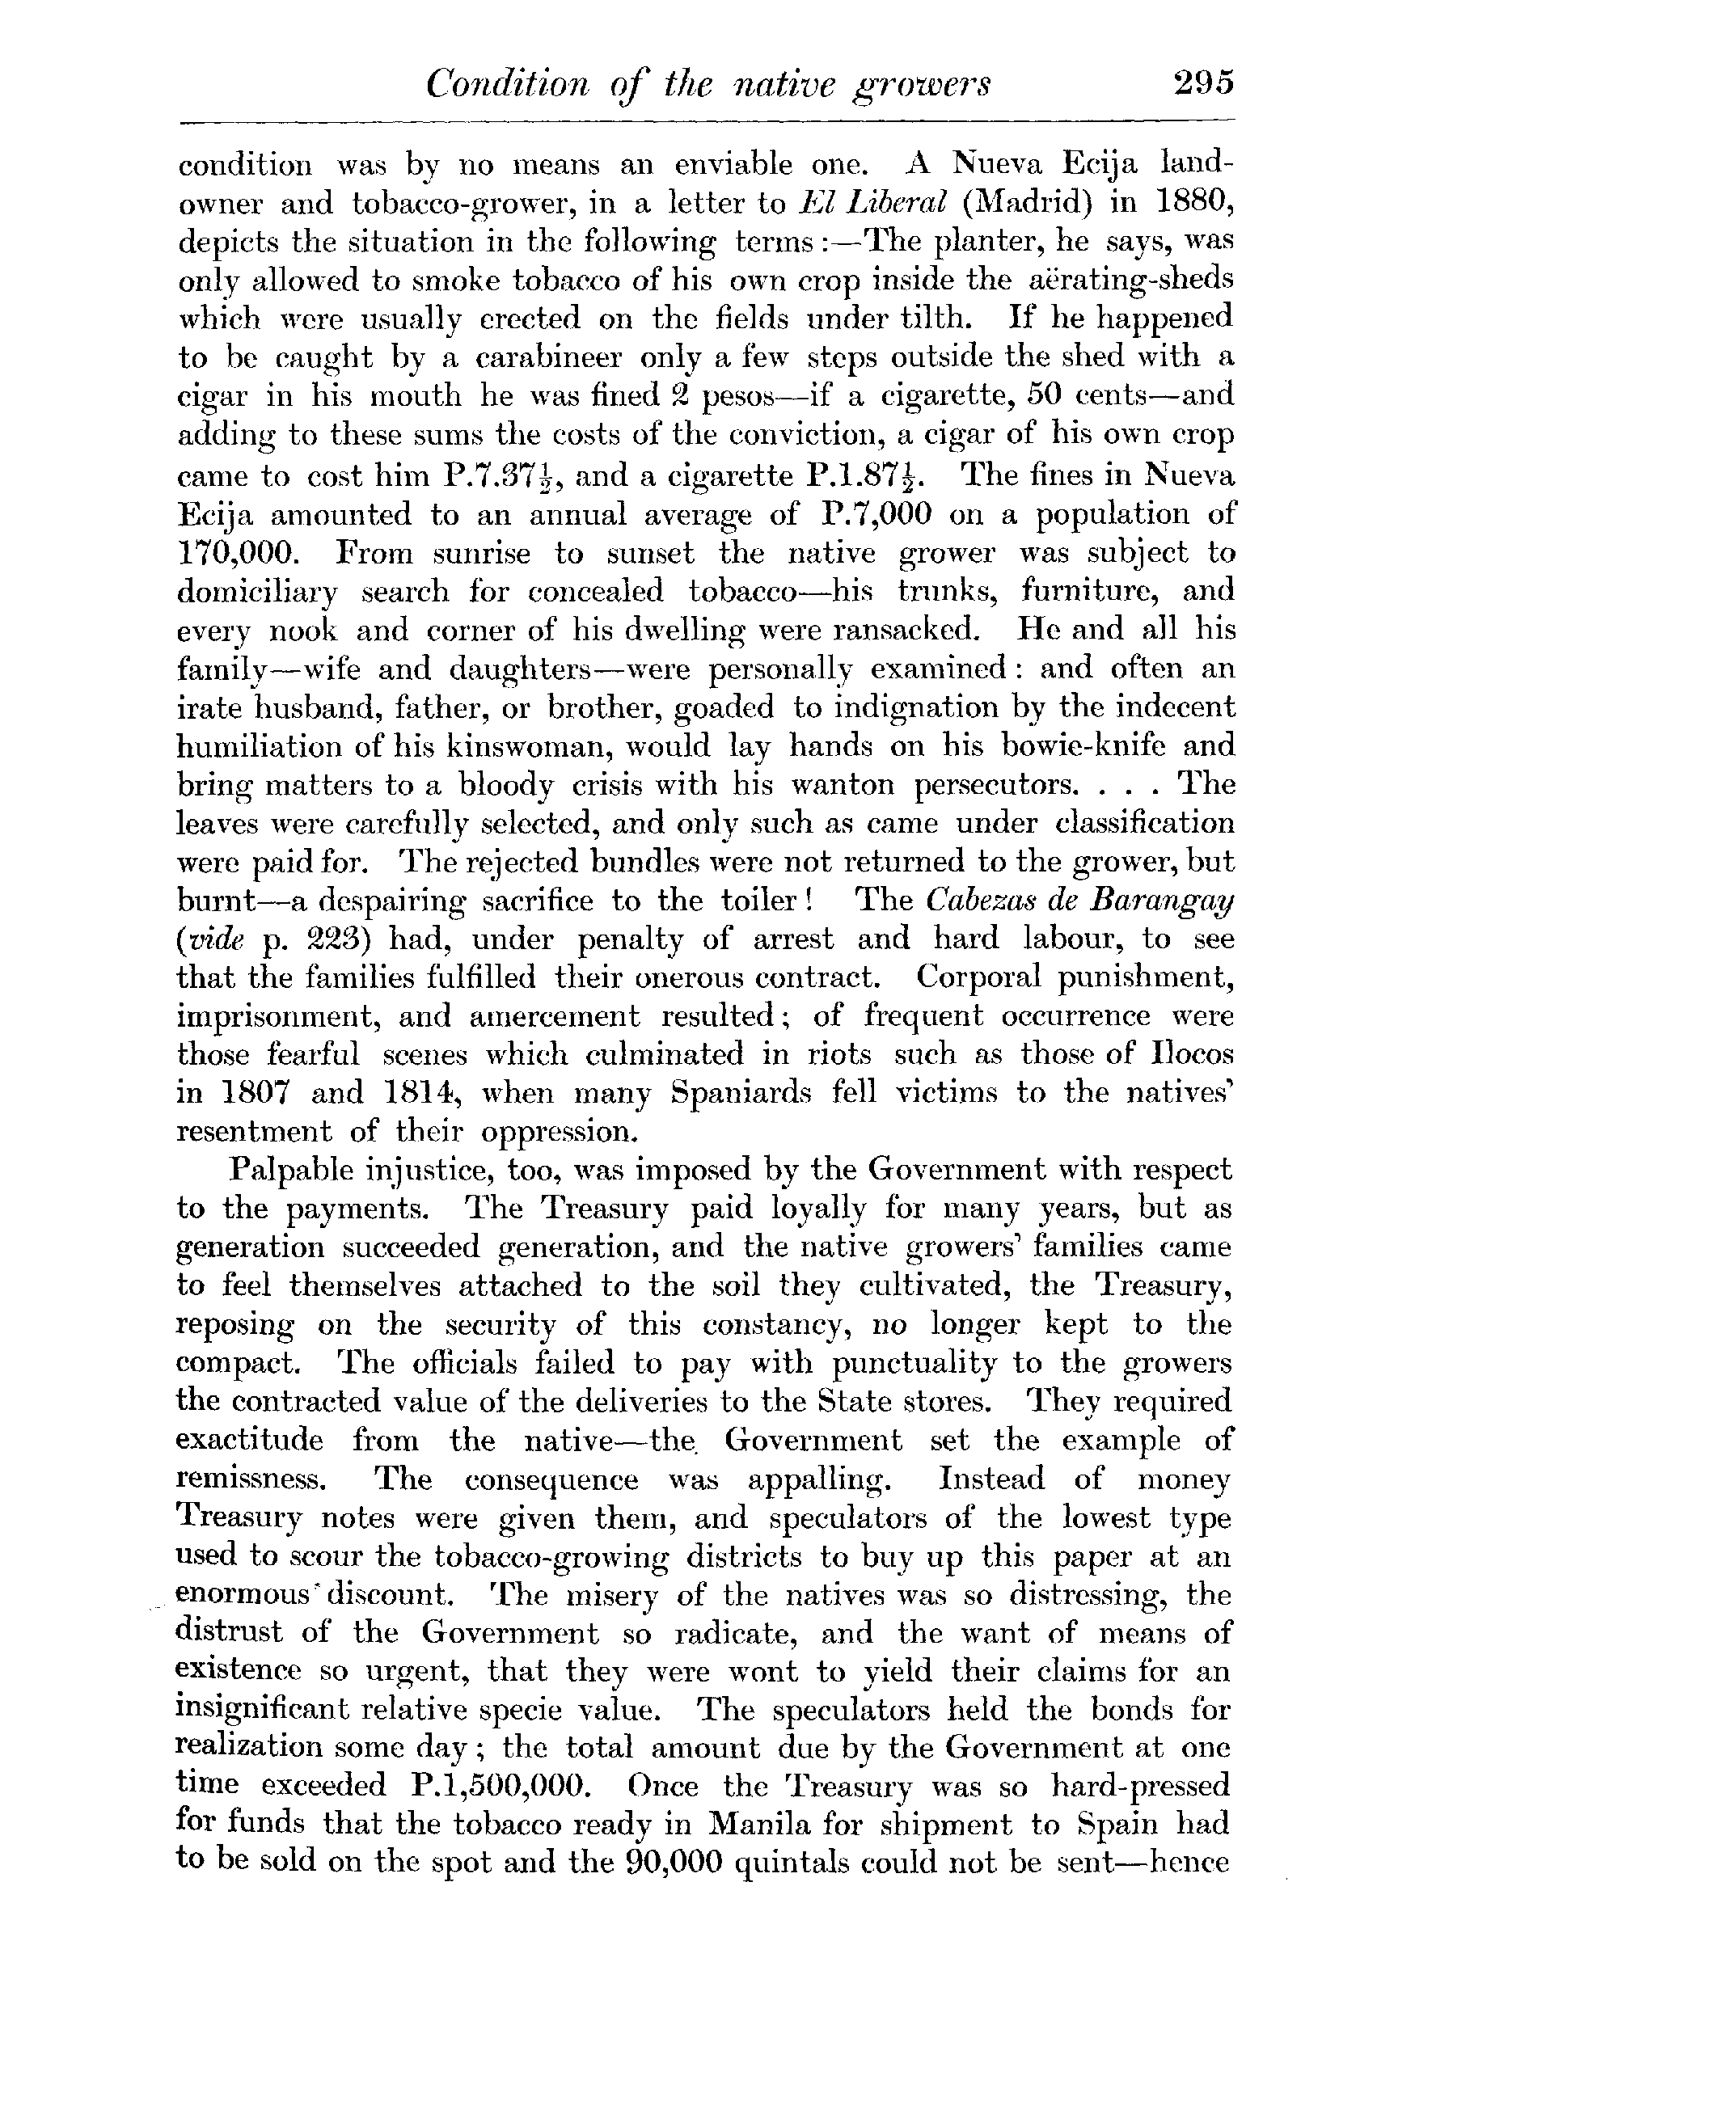 Condition of the native growers 295
condition was by no means an enviable one. A Nueva Ecija land-
owner and tobacco-grower, in a letter to El Liberal (Madrid) in 1880,
depicts the situation in the following terms :—The planter, he says, was
only allowed to smoke tobacco of his own crop inside the aërating-sheds
which were usually erected on the fields under tilth. If he happened
to be caught by a carabineer only a few steps outside the shed with a
cigar in his mouth he was fined 2 pesos—if a cigarette, 50 cents—and
adding to these sums the costs of the conviction, a cigar of his own crop
came to cost him P.7.37½, and a cigarette P.1.87½. The fines in Nueva
Ecija amounted to an annual average of P.7,000 on a population of
170,000. From sunrise to sunset the native grower was subject to
domiciliary search for concealed tobacco—his trunks, furniture, and
every nook and corner of his dwelling were ransacked. He and all his
family—wife and daughters—were personally examined : and often an
irate husband, father, or brother, goaded to indignation by the indecent
humiliation of his kinswoman, would lay hands on his bowie-knife and
bring matters to a bloody crisis with his wanton persecutors. . . . The
leaves were carefully selected, and only such as came under classification
were paid for. The rejected bundles were not returned to the grower, but
burnt—a despairing sacrifice to the toiler ! The Cabezas de Barangay
(vide p. 223) had, under penalty of arrest and hard labour, to see
that the families fulfilled their onerous contract. Corporal punishment,
imprisonment, and amercement resulted ; of frequent occurrence were
those fearful scenes which culminated in riots such as those of Ilocos
in 1807 and 1814, when many Spaniards fell victims to the natives'
resentment of their oppression.
Palpable injustice, too, was imposed by the Government with respect
to the payments. The Treasury paid loyally for many years, but as
generation succeeded generation, and the native growers' families came
to feel themselves attached to the soil they cultivated, the Treasury,
reposing on the security of this constancy, no longer kept to the
compact. The officials failed to pay with punctuality to the growers
the contracted value of the deliveries to the State stores. They required
exactitude from the native—the Government set the example of
remissness. The consequence was appalling. Instead of money
Treasury notes were given them, and speculators of the lowest type
used to scour the tobacco-growing districts to buy up this paper at an
enormous discount. The misery of the natives was so distressing, the
distrust of the Government so radicate, and the want of means of
existence so urgent, that they were wont to yield their claims for an
insignificant relative specie value. The speculators held the bonds for
realization some day ; the total amount due by the Government at one
time exceeded P.1,500,000. Once the Treasury was so hard-pressed
for funds that the tobacco ready in Manila for shipment to Spain had
to be sold on the spot and the 90,000 quintals could not be sent—hence